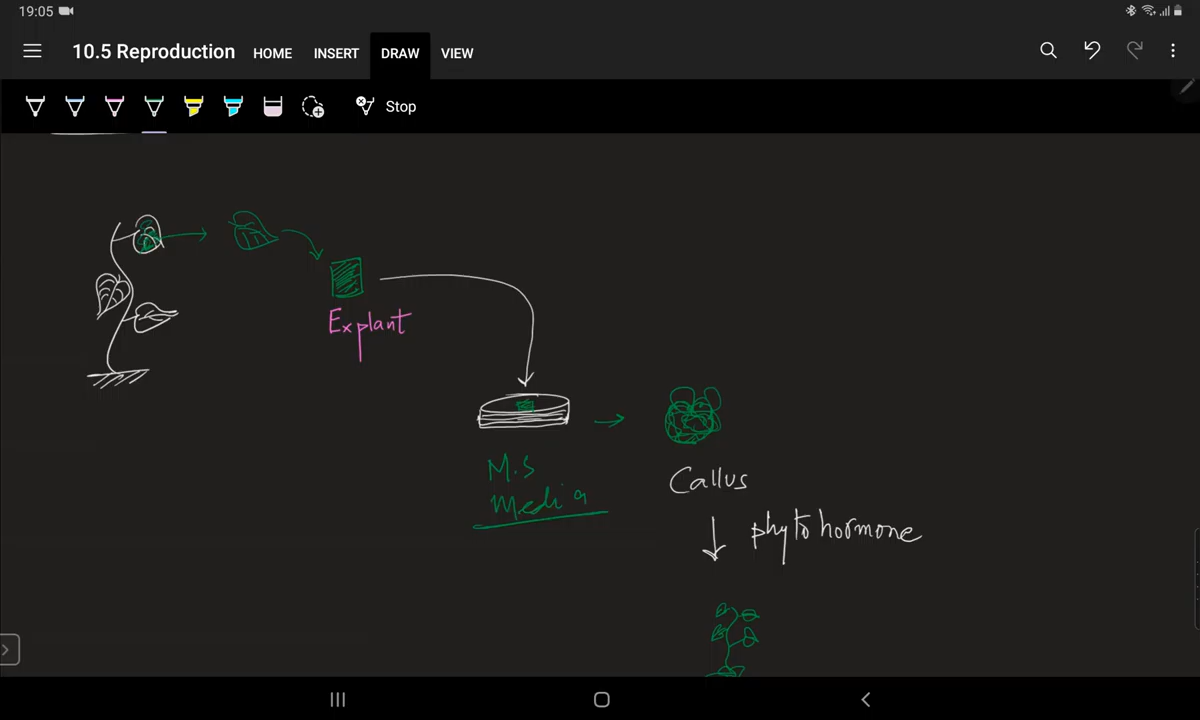 19:05
10.5 Reproduction HOME INSERT DRAW VIEW
Stop
Explant
M.S
Media
Callus
phytohormone